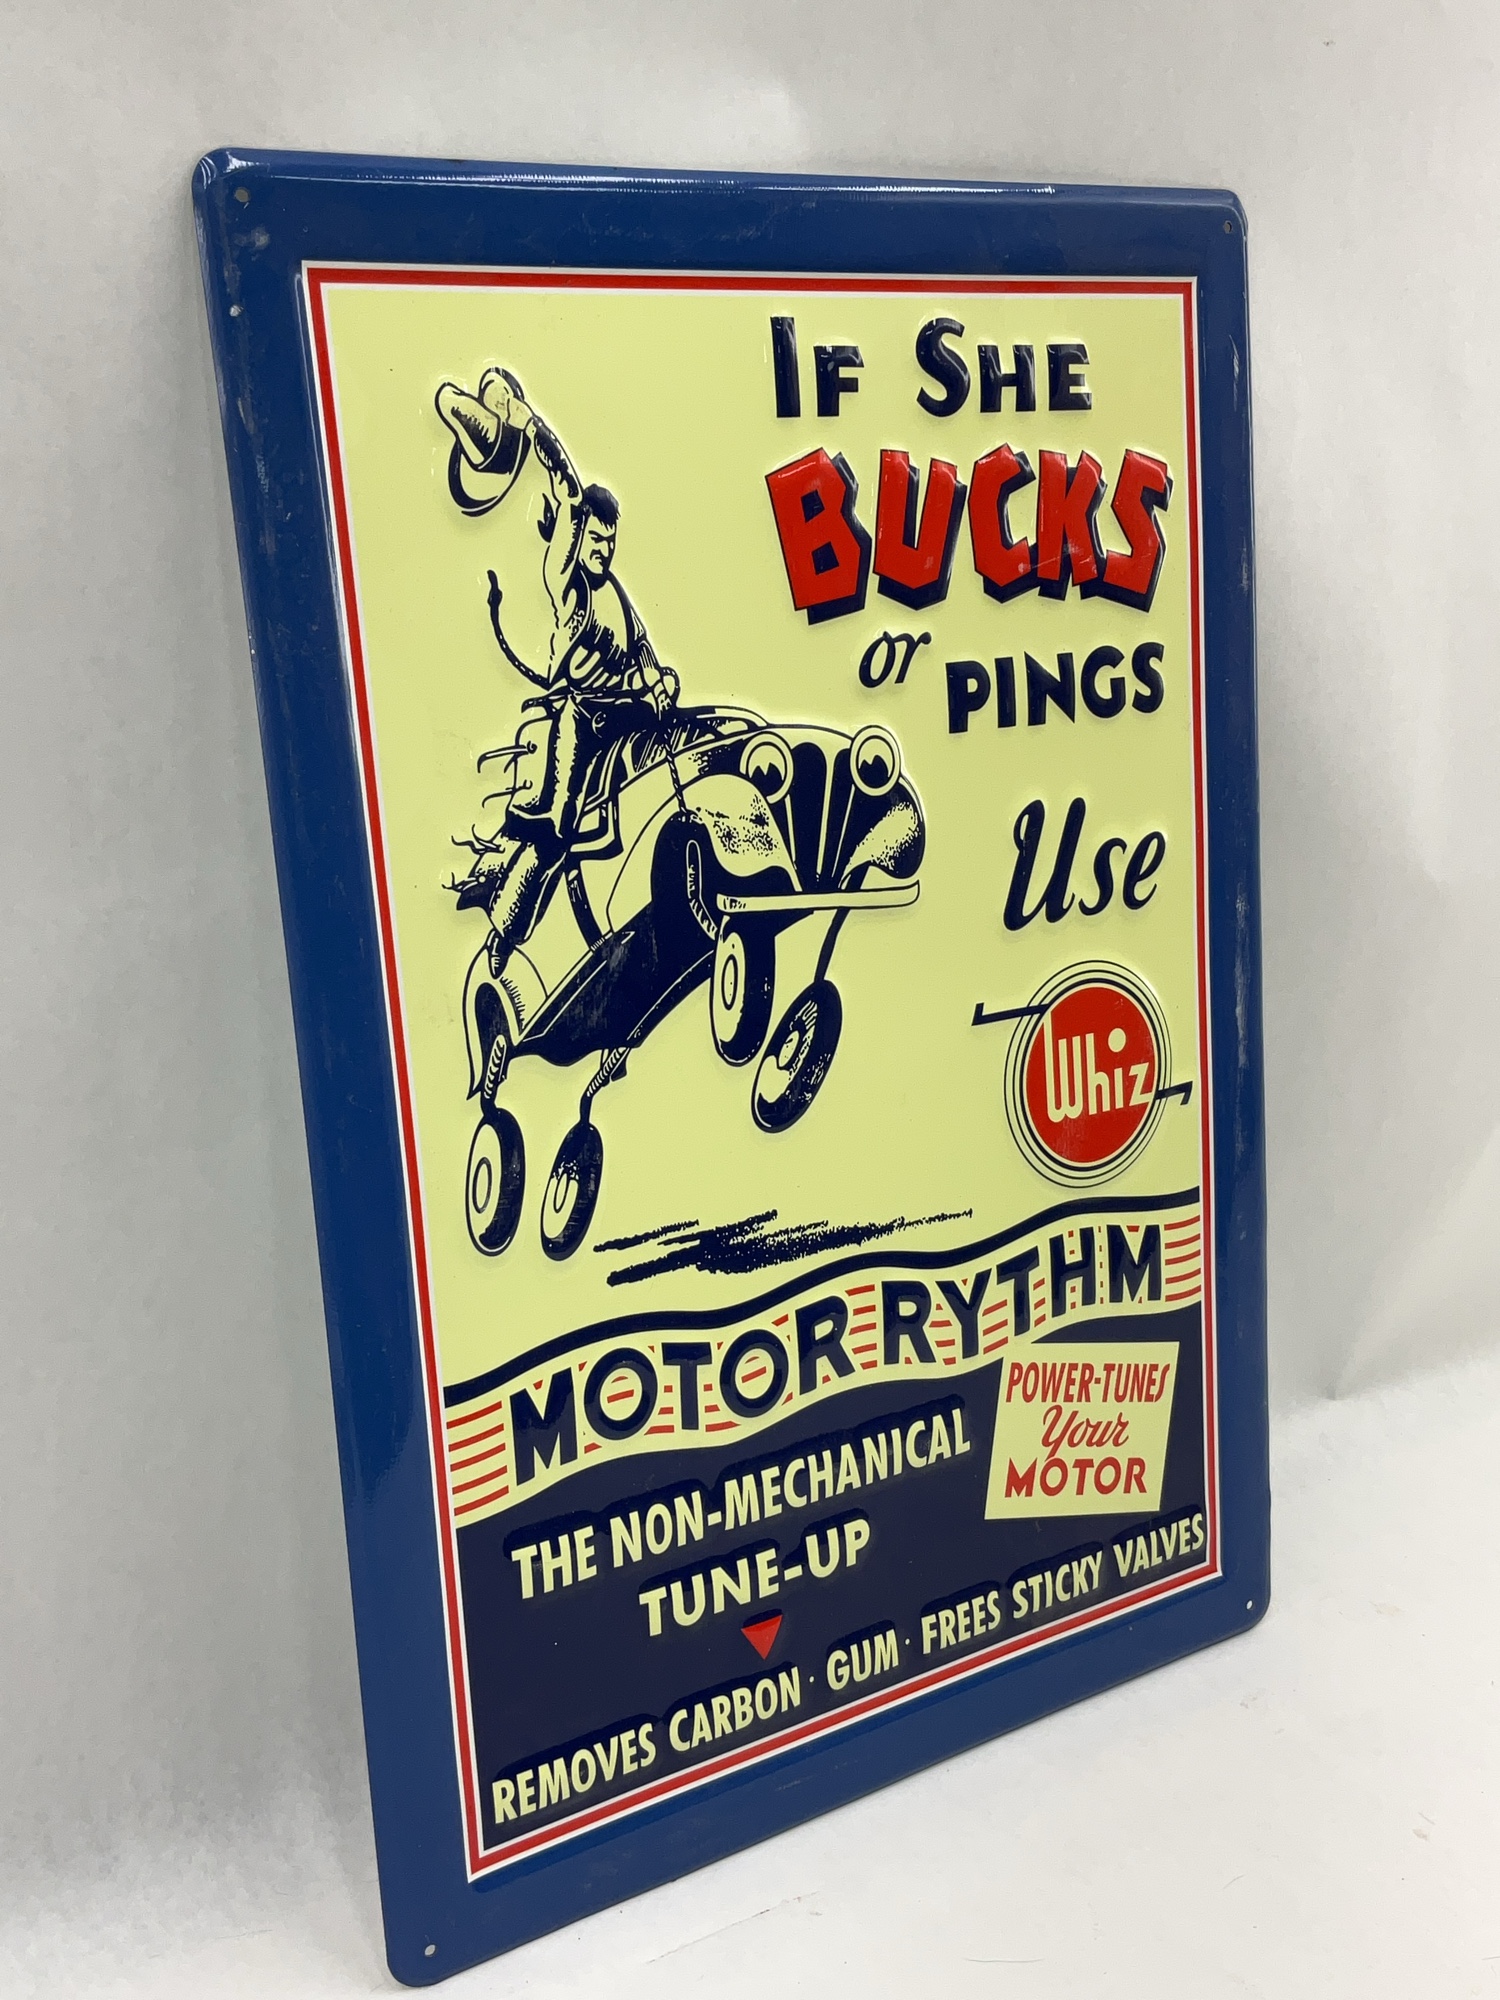 IF SHE
BUCKS
or PINGS
Use
Whiz
MOTOR RYTHM
POWER-TUNES
Your
MOTOR
THE NON-MECHANICAL
TUNE-UP
REMOVES CARBON · GUM · FREES STICKY VALVES